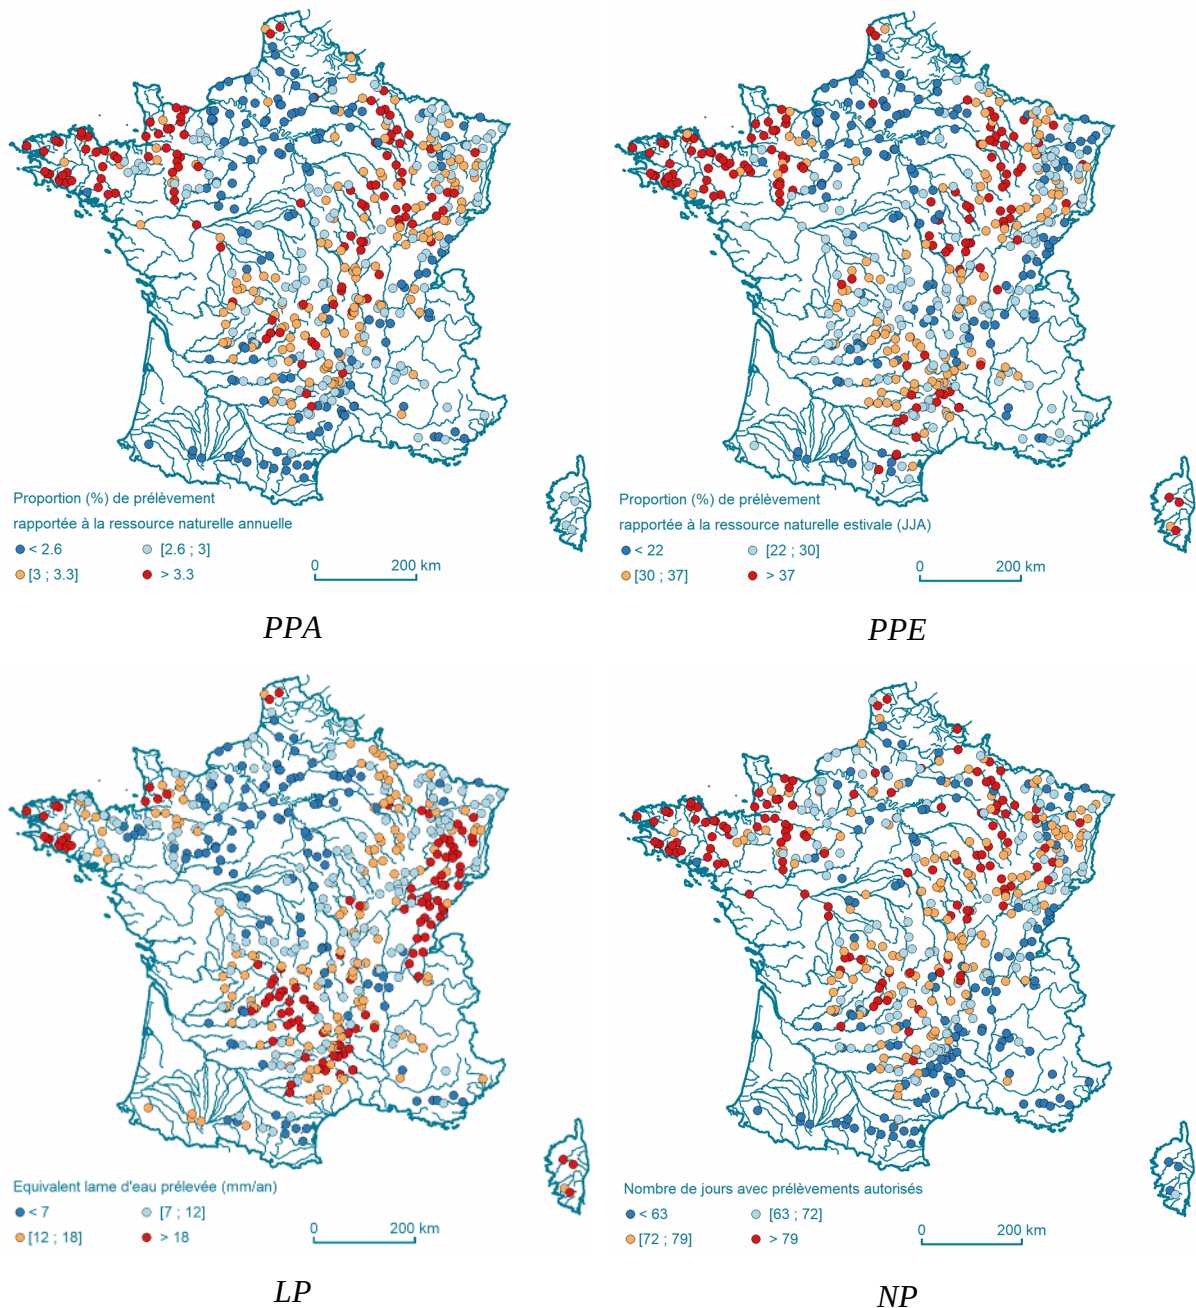 Proportion (%) de prélèvement
rapportée à la ressource naturelle annuelle
< 2.6 [2.6 ; 3]
[3 ; 3.3] > 3.3
0 200 km
PPA
Proportion (%) de prélèvement
rapportée à la ressource naturelle estivale (JJA)
< 22 [22 ; 30]
[30 ; 37] > 37
0 200 km
PPE
Equivalent lame d'eau prélevée (mm/an)
< 7 [7 ; 12]
[12 ; 18] > 18
0 200 km
LP
Nombre de jours avec prélèvements autorisés
< 63 [63 ; 72]
[72 ; 79] > 79
0 200 km
NP